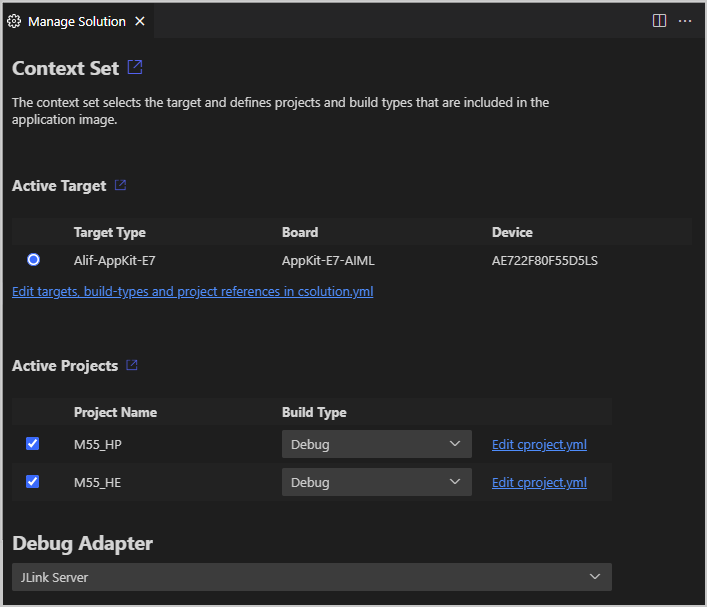 Manage Solution
Context Set
The context set selects the target and defines projects and build types that are included in the
application image.
Active Target
Target Type Board Device
Alif-AppKit-E7 AppKit-E7-AIML AE722F80F55D5LS
Edit targets, build-types and project references in csolution.yml
Active Projects
Project Name Build Type
M55_HP Debug Edit cproject.yml
M55_HE Debug Edit cproject.yml
Debug Adapter
JLink Server